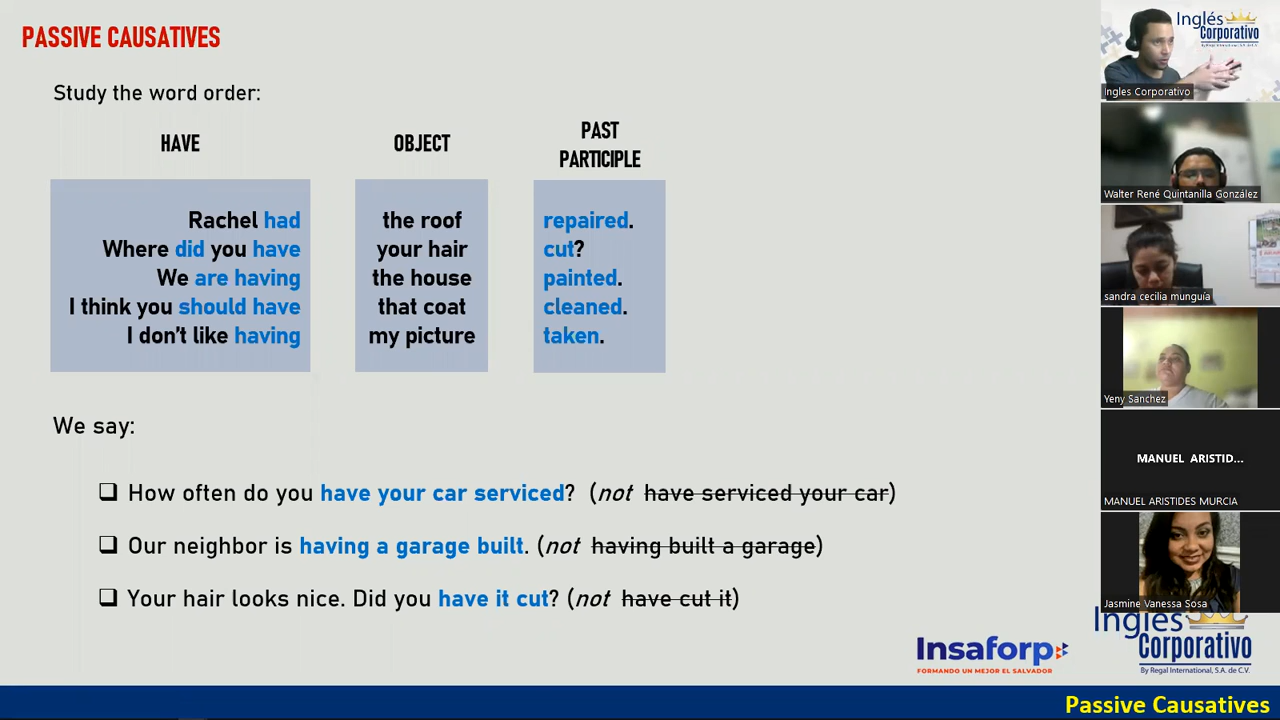 PASSIVE CAUSATIVES
Study the word order:
HAVE
OBJECT
PAST
PARTICIPLE
Rachel had the roof repaired.
Where did you have your hair cut?
We are having the house painted.
I think you should have that coat cleaned.
I don't like having my picture taken.
We say:
How often do you have your car serviced? (not have serviced your car)
Our neighbor is having a garage built. (not having built a garage)
Your hair looks nice. Did you have it cut? (not have cut it)
Insaforp
FORMANDO UN MEJOR EL SALVADOR
Inglés
Corporativo
By Regal International, S.A. de C.V.
Passive Causatives
Inglés
Corporativo
By Regal International, S.A. de C.V.
Ingles Corporativo
Walter René Quintanilla González
sandra cecilia munguía
Yeny Sanchez
MANUEL ARISTID...
MANUEL ARISTIDES MURCIA
Jasmine Vanessa Sosa